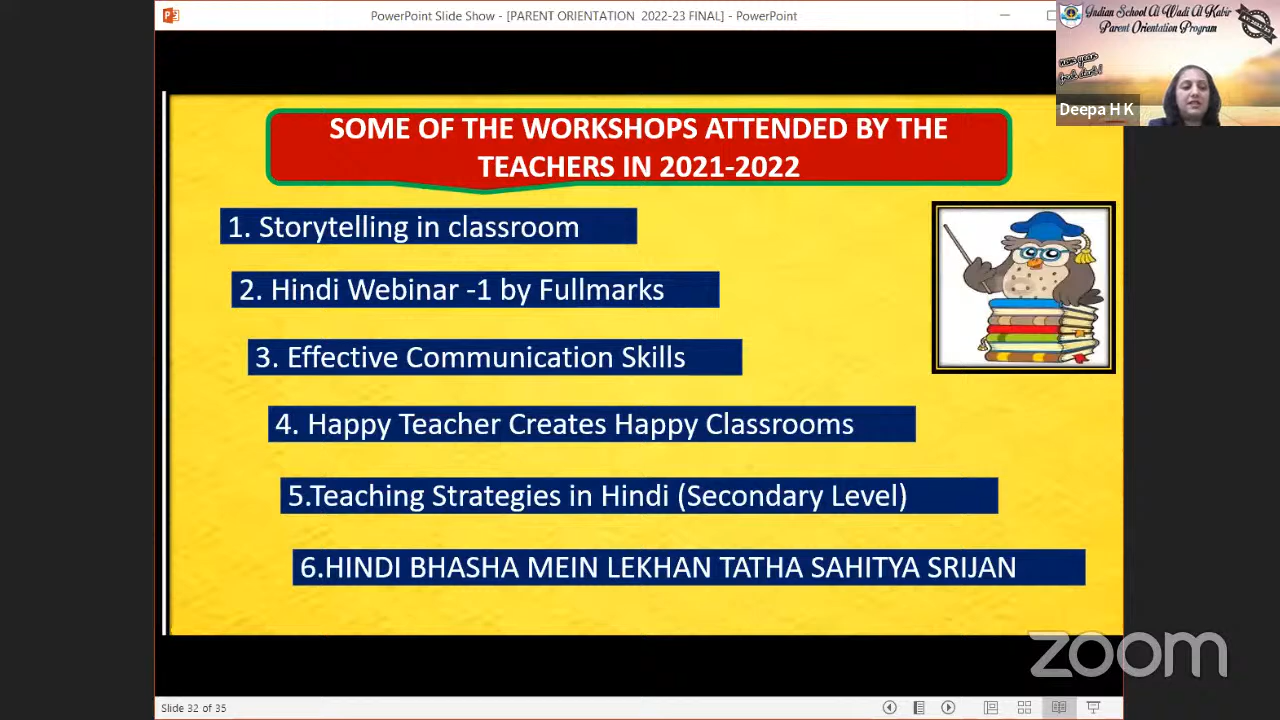 PowerPoint Slide Show - [PARENT ORIENTATION 2022-23 FINAL] - PowerPoint
Indian School Al Wadi Al Kabir
Parent Orientation Program
Deepa H K
SOME OF THE WORKSHOPS ATTENDED BY THE
TEACHERS IN 2021-2022
1. Storytelling in classroom
2. Hindi Webinar -1 by Fullmarks
3. Effective Communication Skills
4. Happy Teacher Creates Happy Classrooms
5.Teaching Strategies in Hindi (Secondary Level)
6.HINDI BHASHA MEIN LEKHAN TATHA SAHITYA SRIJAN
zoom
Slide 32 of 35